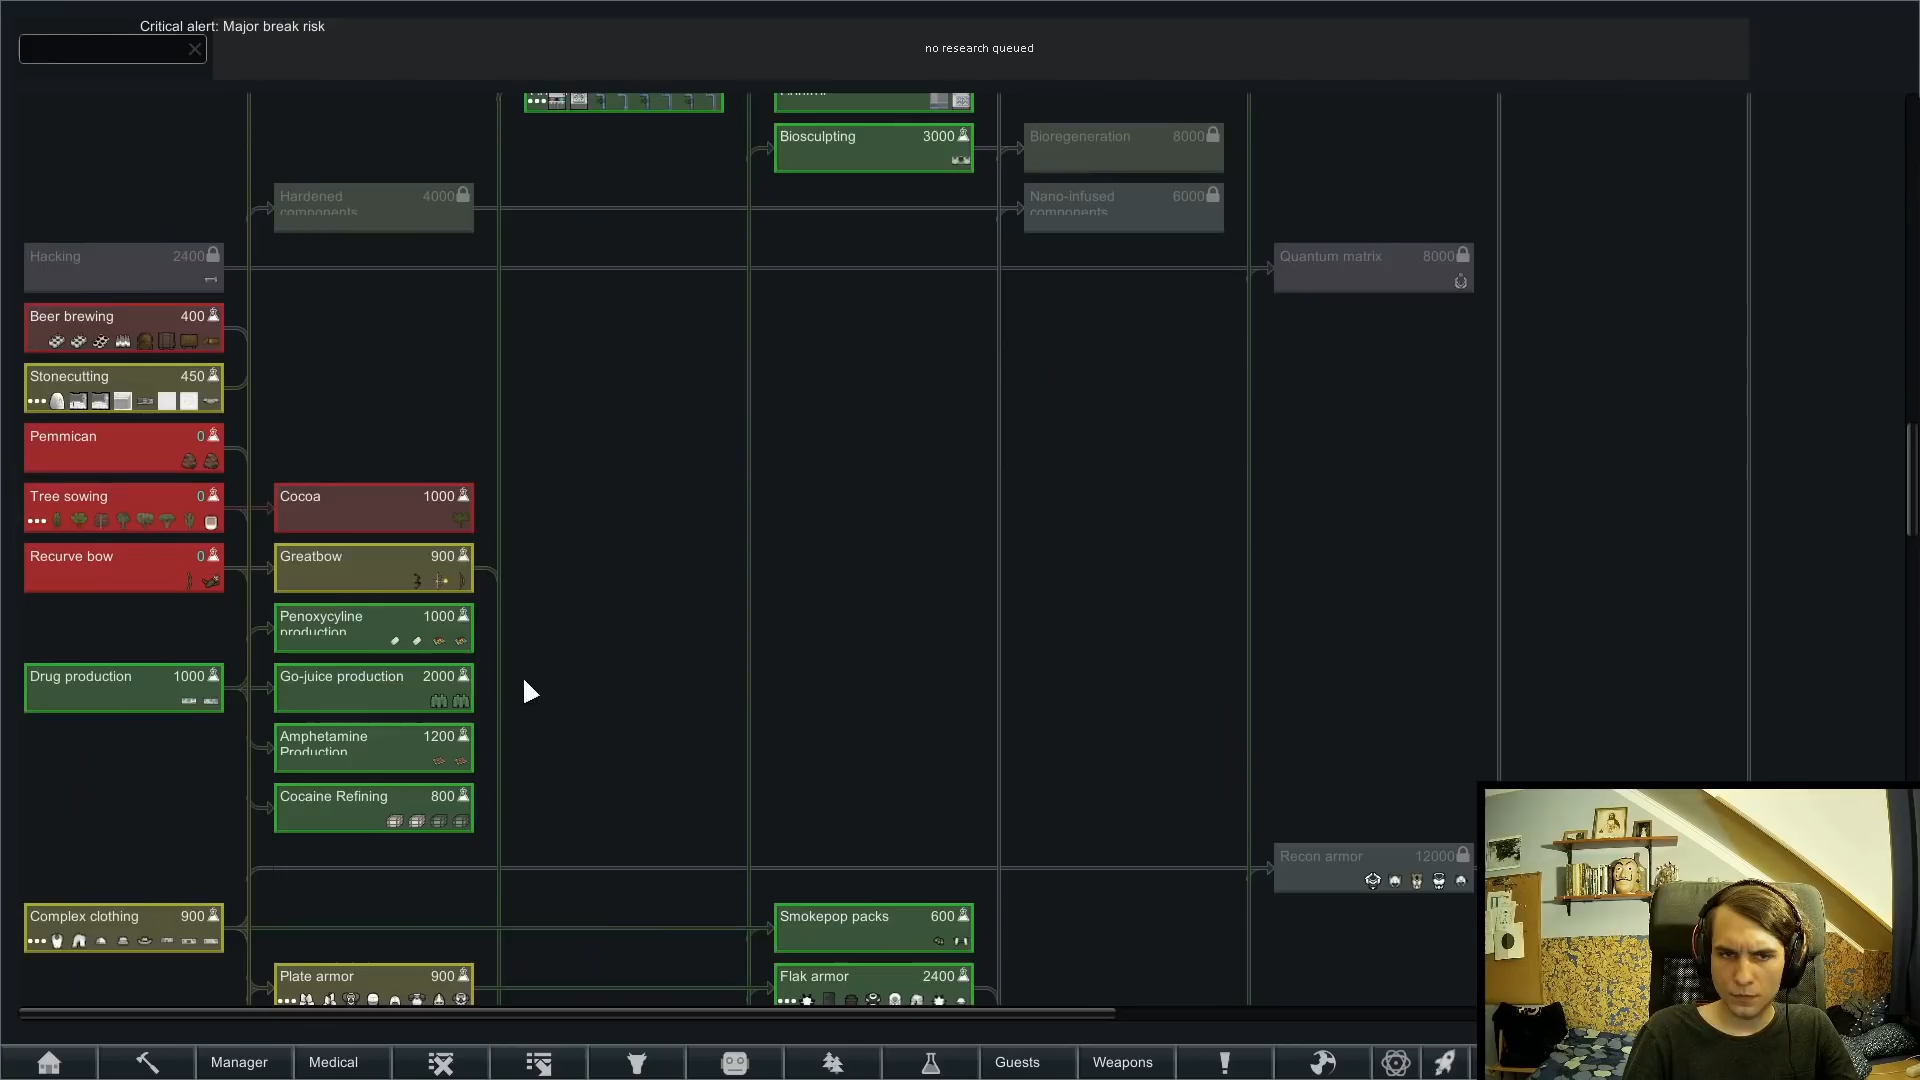 Critical alert: Major break risk
no research queued
Biosculpting 3000
Bioregeneration 8000
Hardened components 4000
Nano-infused components 6000
Hacking 2400
Quantum matrix 8000
Beer brewing 400
Stonecutting 450
Pemmican 0
Tree sowing 0
Cocoa 1000
Recurve bow 0
Greatbow 900
Penoxycyline production 1000
Drug production 1000
Go-juice production 2000
Amphetamine Production 1200
Cocaine Refining 800
Recon armor 12000
Complex clothing 900
Smokepop packs 600
Plate armor 900
Flak armor 2400
Manager
Medical
Guests
Weapons